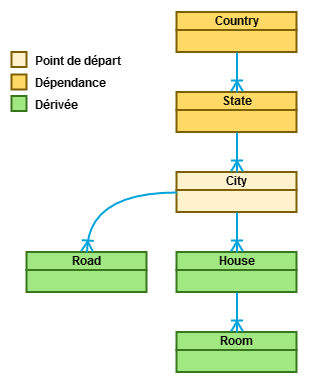 Country
Point de départ
Dépendance
Dérivée
State
City
Road
House
Room